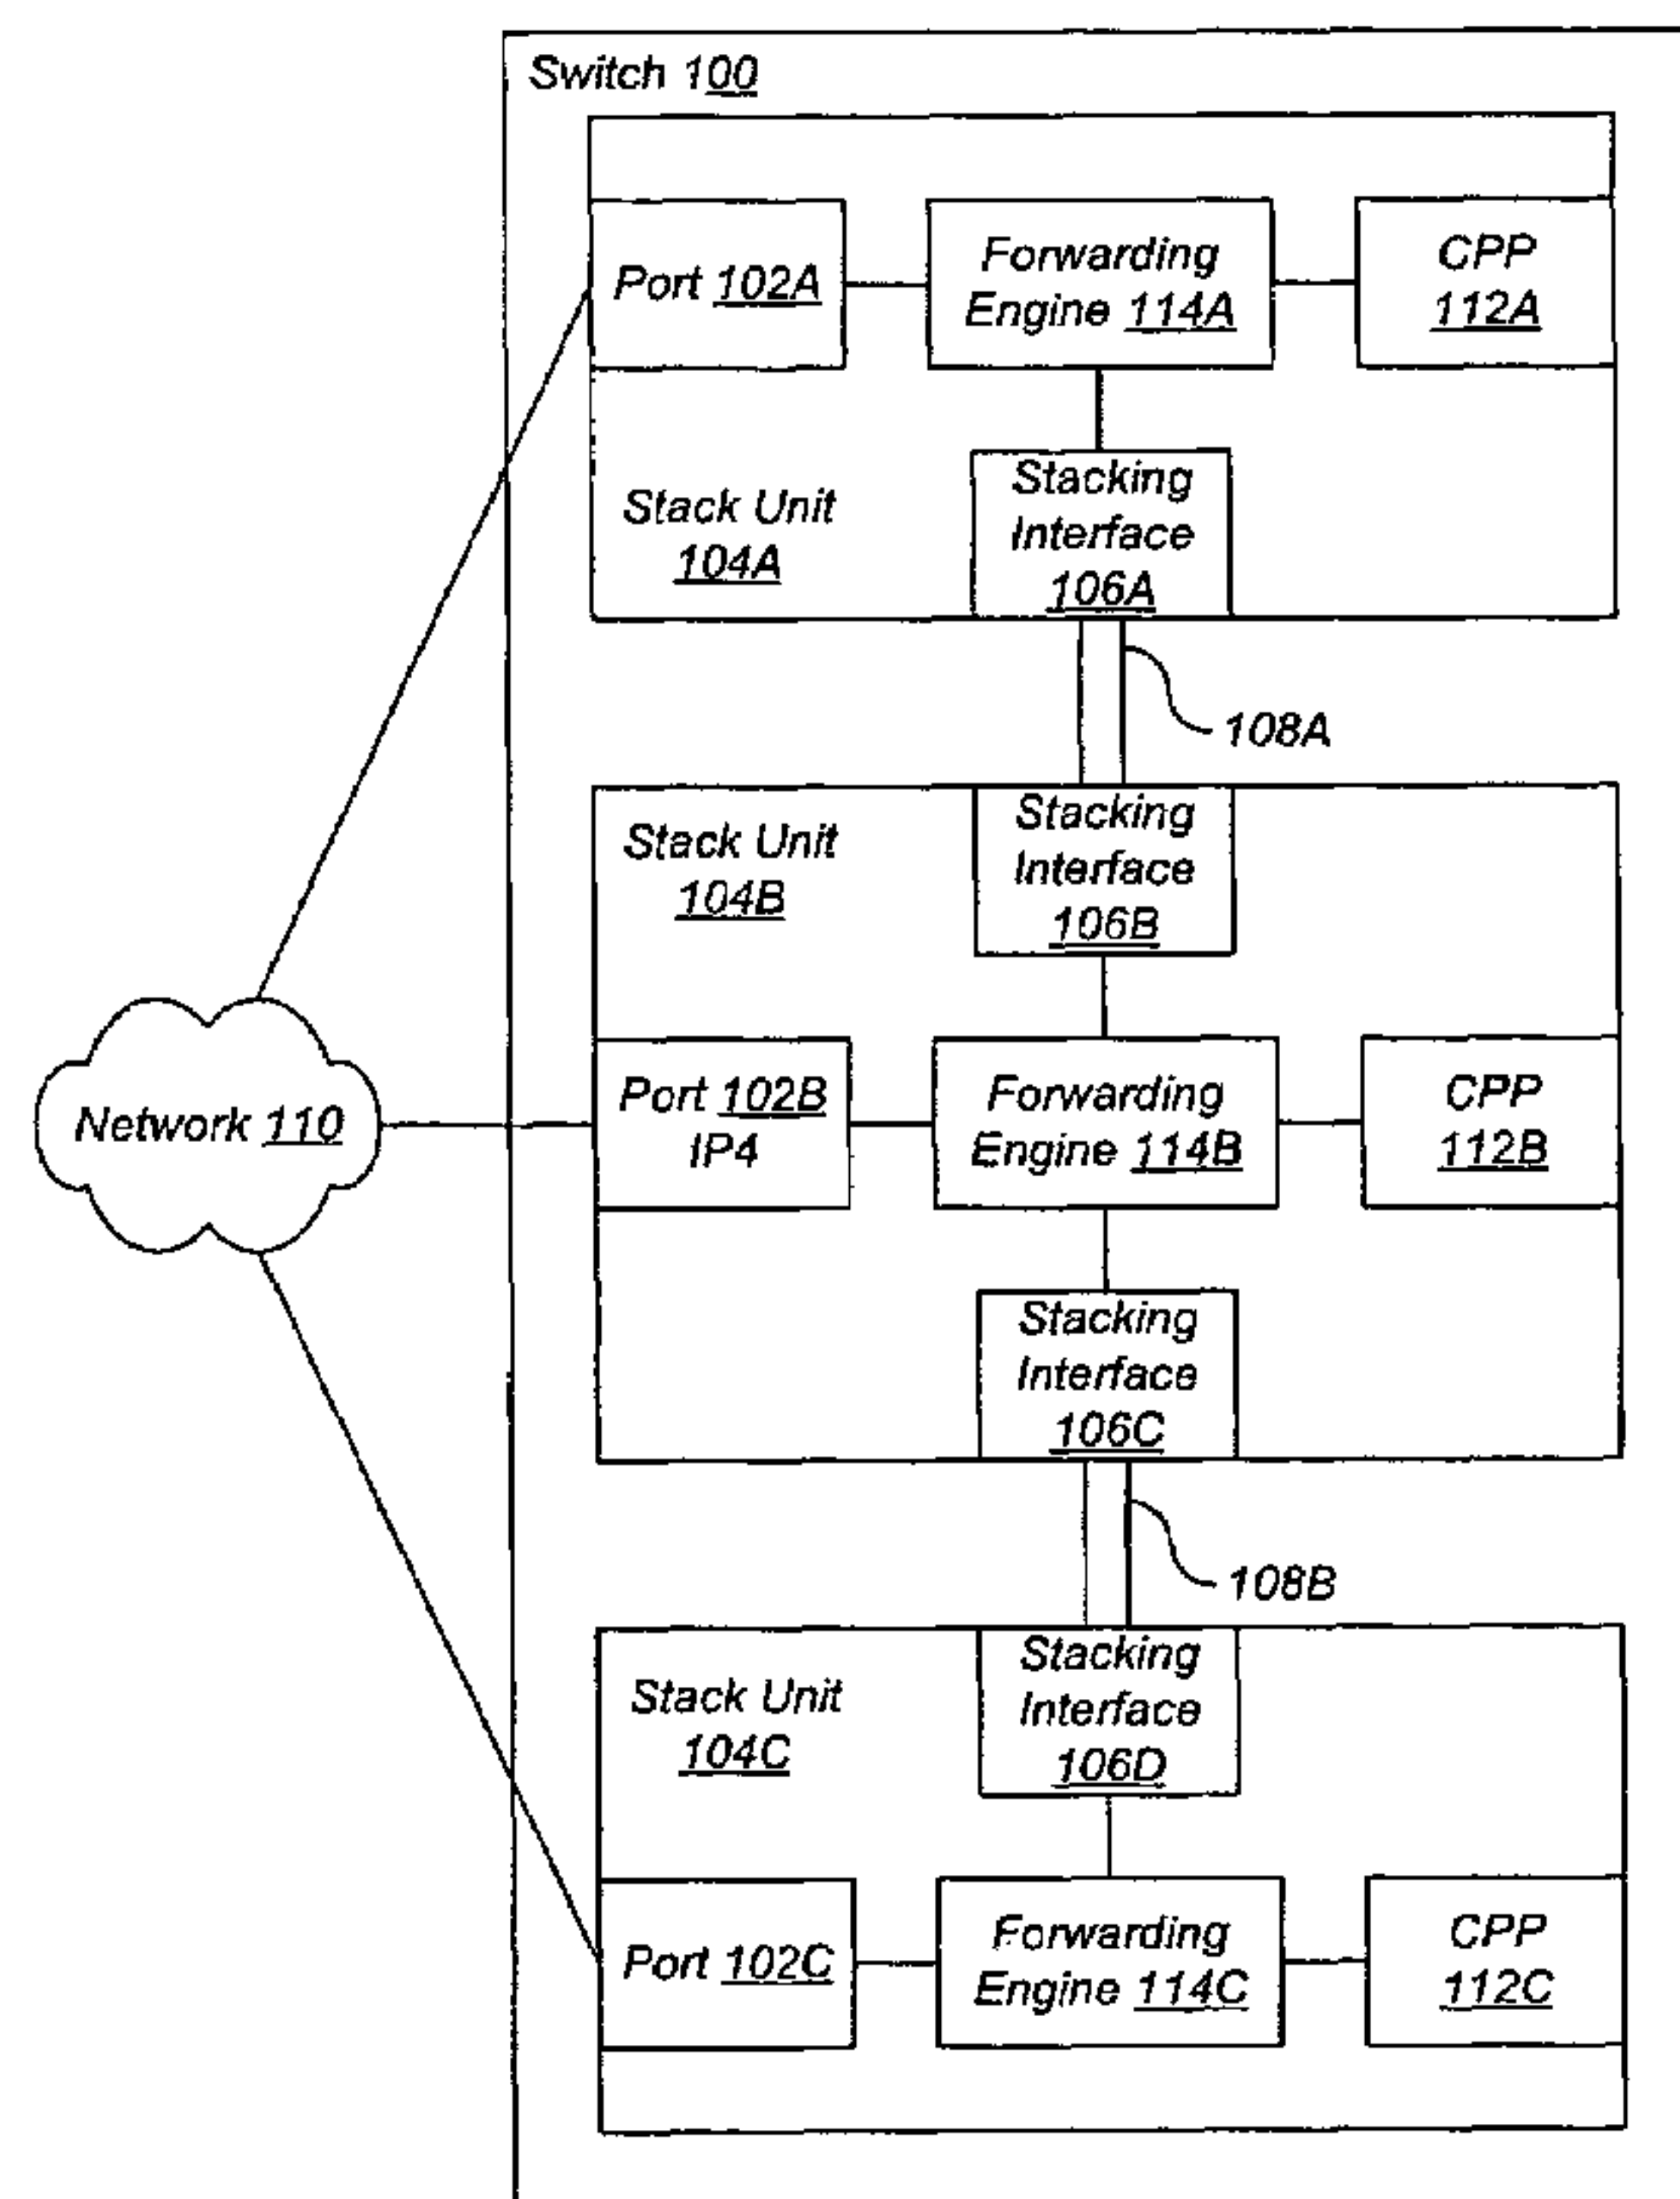 Switch 100
Port 102A
Forwarding
Engine 114A
CPP
112A
Stack Unit
104A
Stacking
Interface
106A
108A
Stack Unit
104B
Stacking
Interface
106B
Network 110
Port 102B
IP4
Forwarding
Engine 114B
CPP
112B
Stacking
Interface
106C
108B
Stack Unit
104C
Stacking
Interface
106D
Port 102C
Forwarding
Engine 114C
CPP
112C